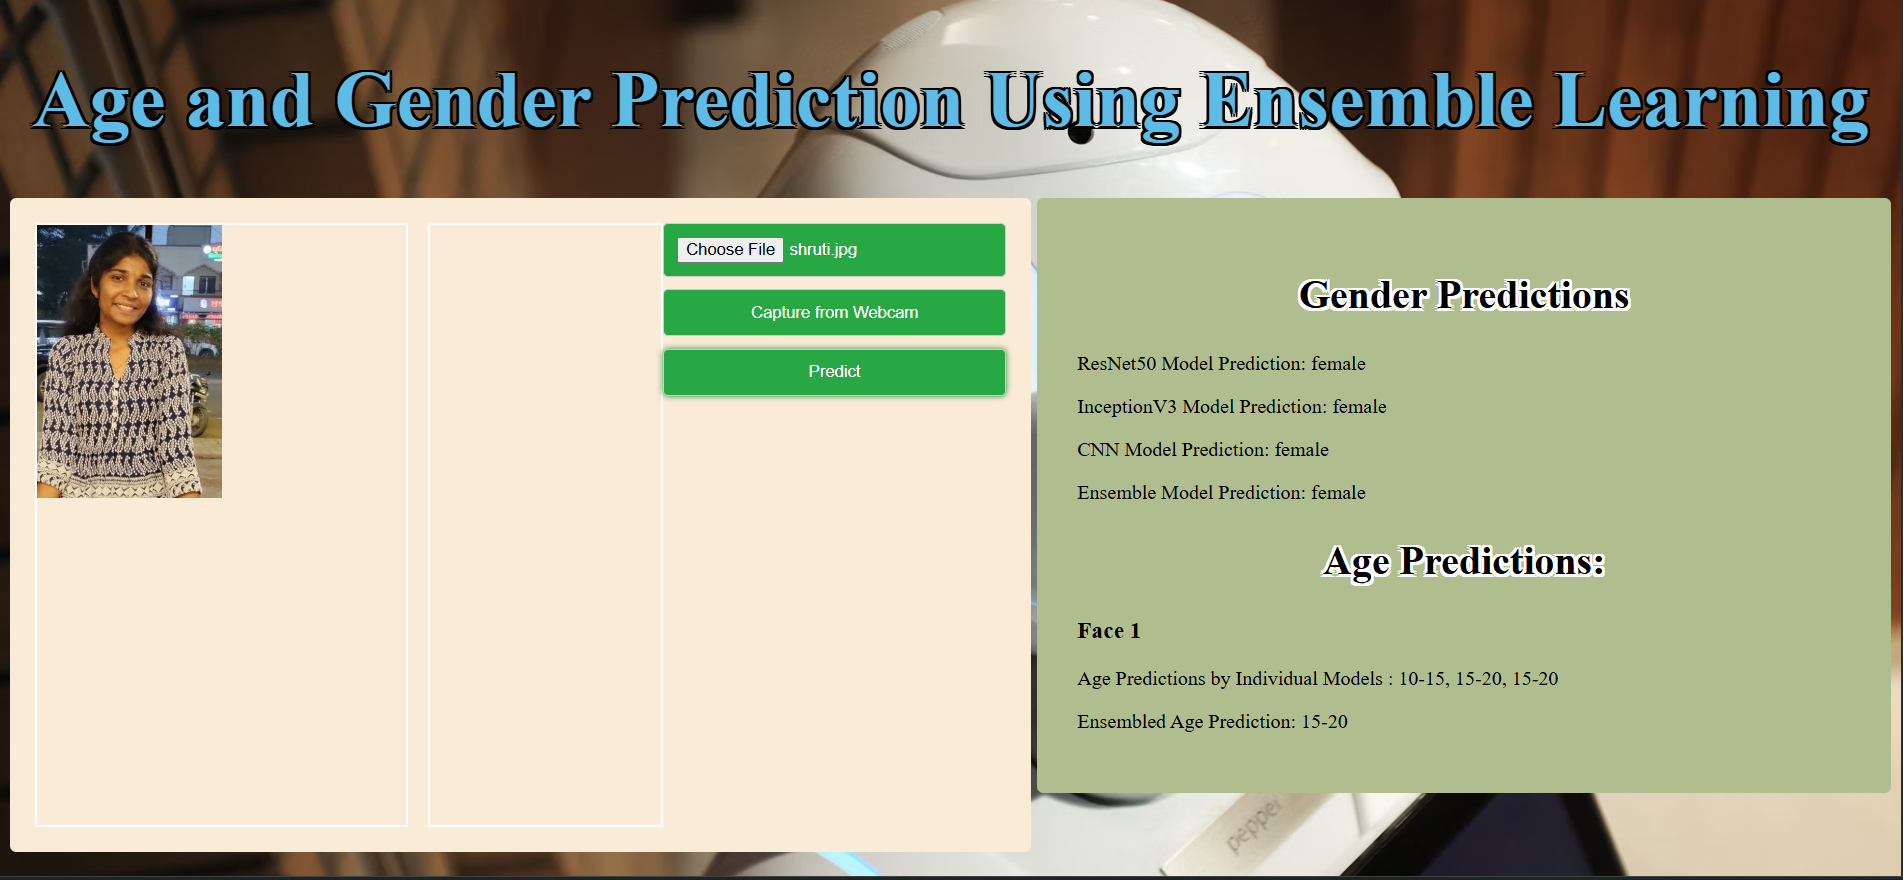 Age and Gender Prediction Using Ensemble Learning
Choose File shruti.jpg
Capture from Webcam
Predict
Gender Predictions
ResNet50 Model Prediction: female
InceptionV3 Model Prediction: female
CNN Model Prediction: female
Ensemble Model Prediction: female
Age Predictions:
Face 1
Age Predictions by Individual Models : 10-15, 15-20, 15-20
Ensembled Age Prediction: 15-20
pepper